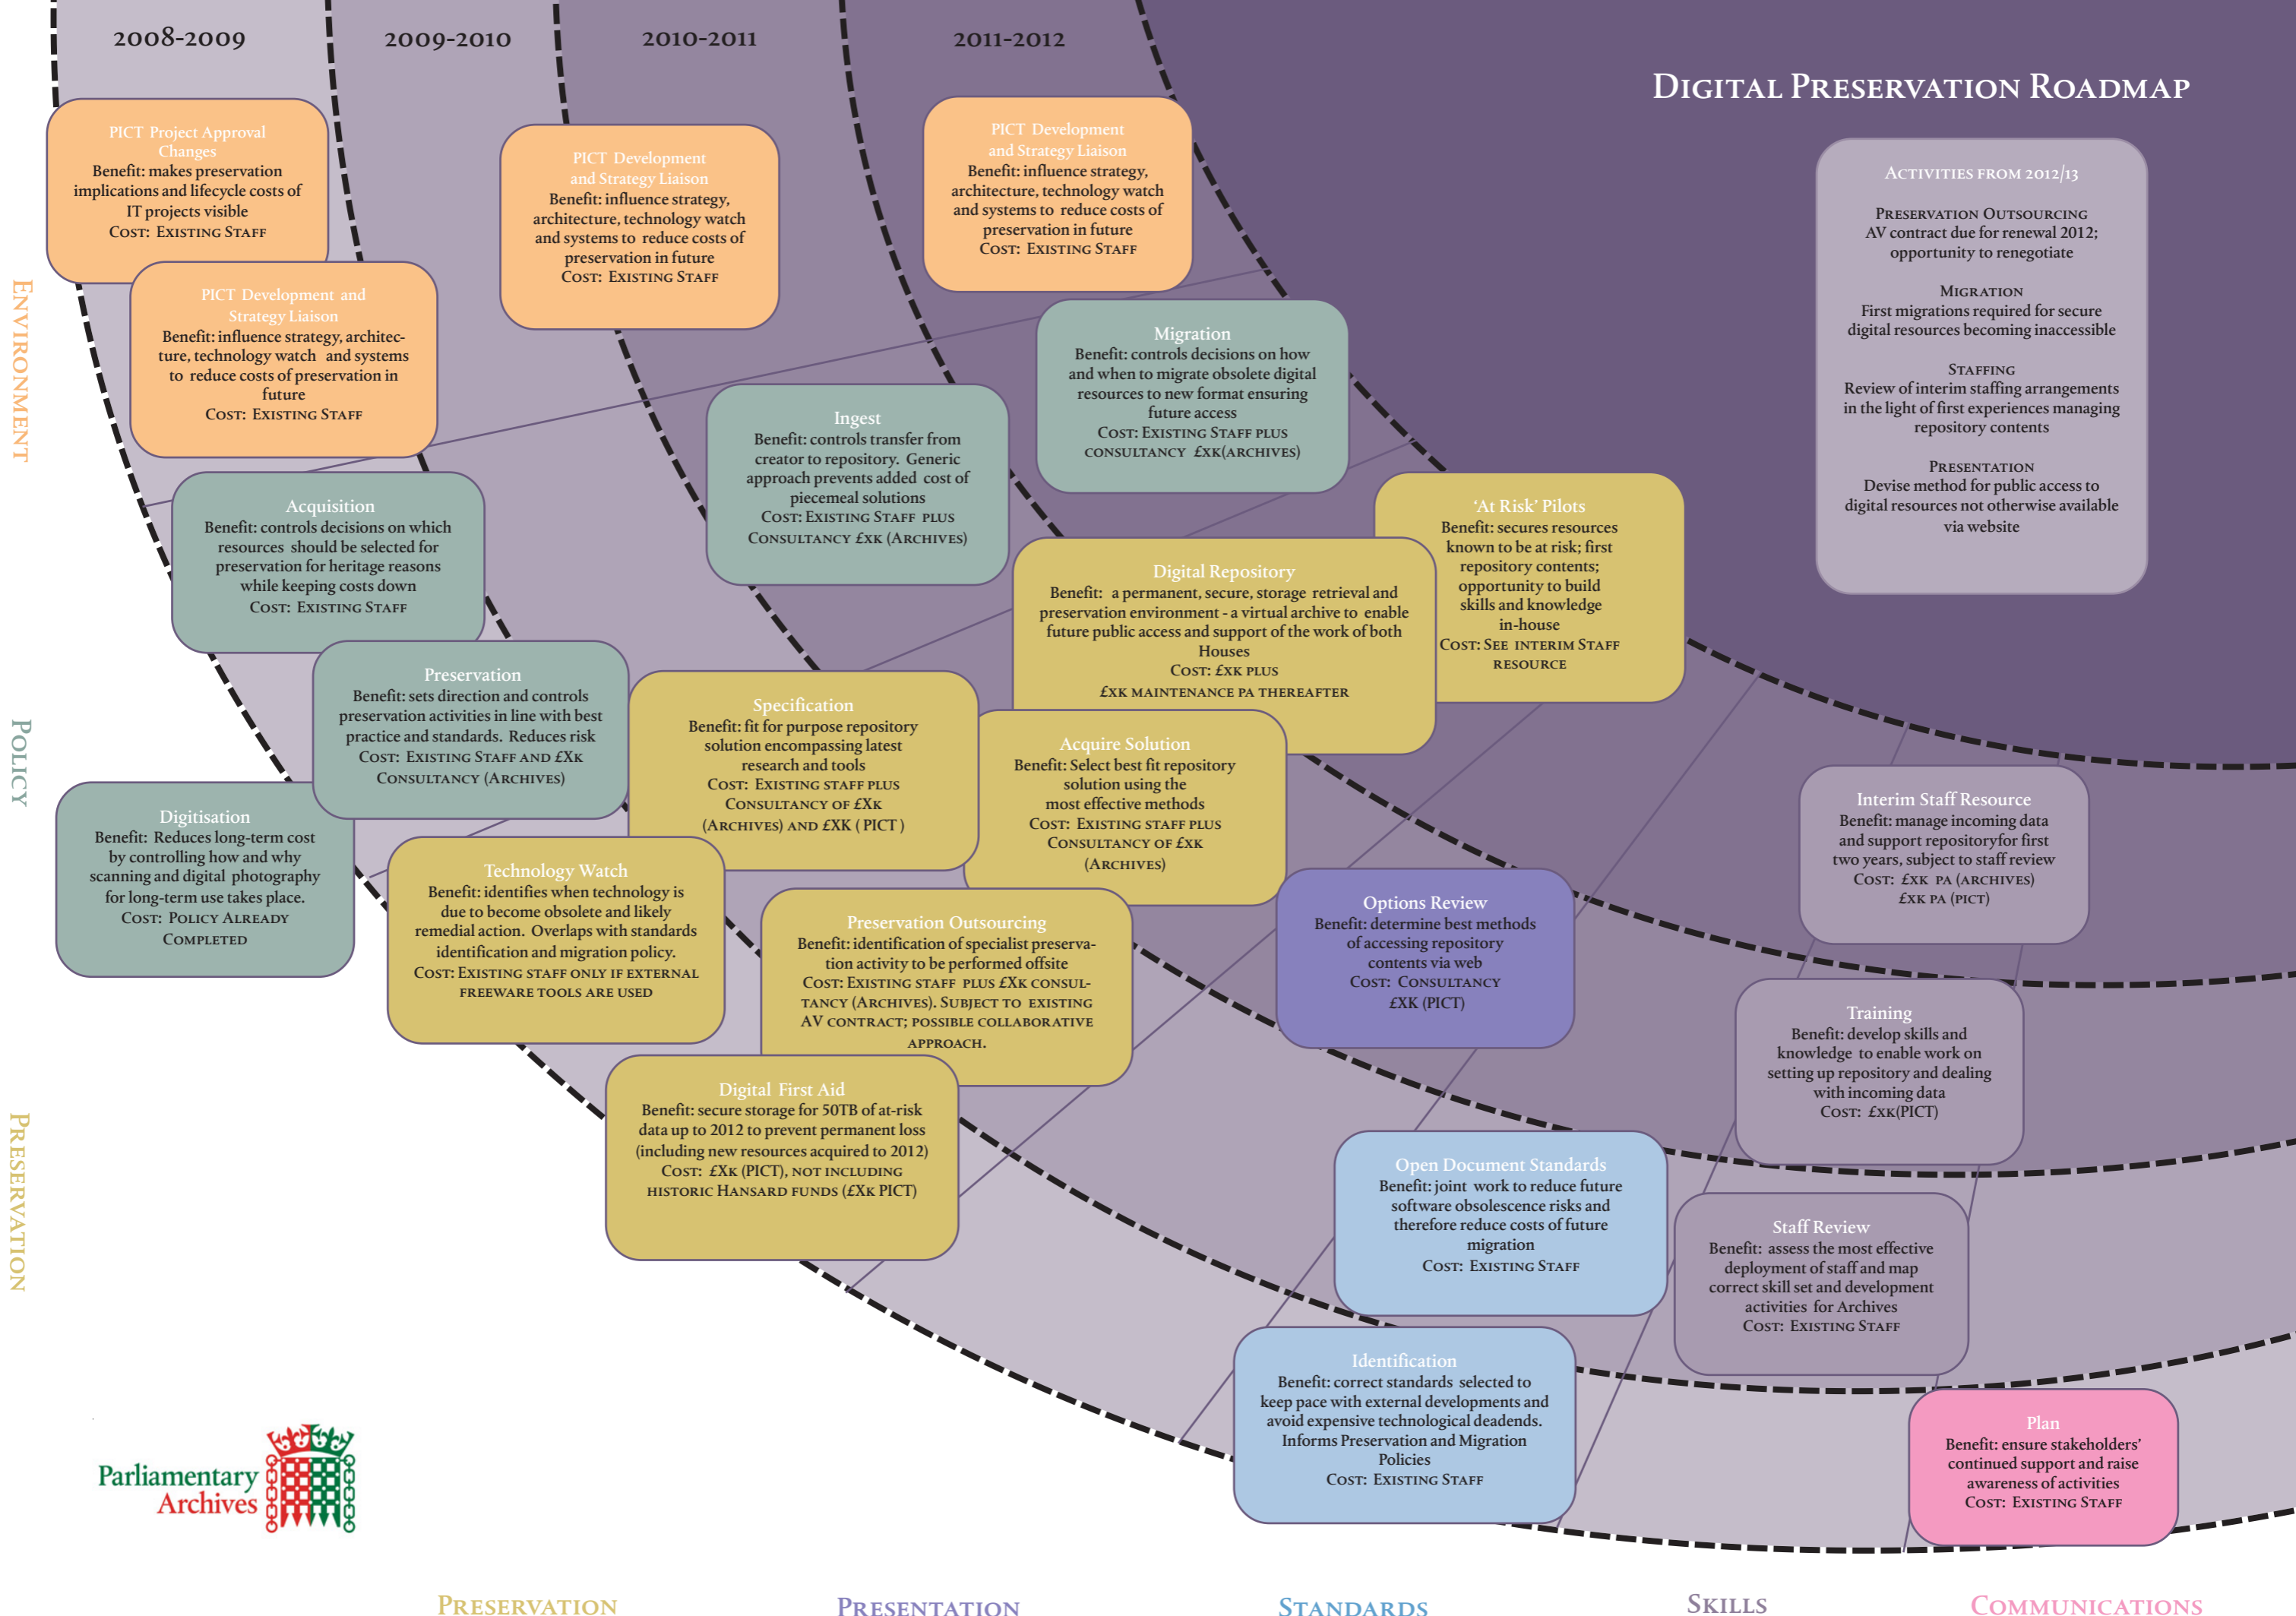 2008-2009
2009-2010
2010-2011
2011-2012
Digital Preservation Roadmap
PICT Project Approval
Changes
Benefit: makes preservation
implications and lifecycle costs of
IT projects visible
Cost: Existing Staff
PICT Development and
Strategy Liaison
Benefit: influence strategy, architec-
ture, technology watch and systems
to reduce costs of preservation in
future
Cost: Existing Staff
PICT Development
and Strategy Liaison
Benefit: influence strategy,
architecture, technology watch
and systems to reduce costs of
preservation in future
Cost: Existing Staff
PICT Development
and Strategy Liaison
Benefit: influence strategy,
architecture, technology watch
and systems to reduce costs of
preservation in future
Cost: Existing Staff
Activities from 2012/13
Preservation Outsourcing
AV contract due for renewal 2012;
opportunity to renegotiate
Migration
First migrations required for secure
digital resources becoming inaccessible
Staffing
Review of interim staffing arrangements
in the light of first experiences managing
repository contents
Presentation
Devise method for public access to
digital resources not otherwise available
via website
Environment
Migration
Benefit: controls decisions on how
and when to migrate obsolete digital
resources to new format ensuring
future access
Cost: Existing Staff plus
consultancy £xk(archives)
Ingest
Benefit: controls transfer from
creator to repository. Generic
approach prevents added cost of
piecemeal solutions
Cost: Existing Staff plus
Consultancy £xk (Archives)
Acquisition
Benefit: controls decisions on which
resources should be selected for
preservation for heritage reasons
while keeping costs down
Cost: Existing Staff
Preservation
Benefit: sets direction and controls
preservation activities in line with best
practice and standards. Reduces risk
Cost: Existing Staff and £Xk
Consultancy (Archives)
Digitisation
Benefit: Reduces long-term cost
by controlling how and why
scanning and digital photography
for long-term use takes place.
Cost: Policy Already
Completed
Policy
'At Risk' Pilots
Benefit: secures resources
known to be at risk; first
repository contents;
opportunity to build
skills and knowledge
in-house
Cost: See interim Staff
resource
Digital Repository
Benefit: a permanent, secure, storage retrieval and
preservation environment - a virtual archive to enable
future public access and support of the work of both
Houses
Cost: £xk plus
£xk maintenance pa thereafter
Specification
Benefit: fit for purpose repository
solution encompassing latest
research and tools
Cost: Existing staff plus
Consultancy of £Xk
(Archives) and £XK ( PICT )
Acquire Solution
Benefit: Select best fit repository
solution using the
most effective methods
Cost: Existing staff plus
Consultancy of £xk
(Archives)
Technology Watch
Benefit: identifies when technology is
due to become obsolete and likely
remedial action. Overlaps with standards
identification and migration policy.
Cost: Existing staff only if external
freeware tools are used
Preservation Outsourcing
Benefit: identification of specialist preserva-
tion activity to be performed offsite
Cost: Existing staff plus £Xk consul-
tancy (Archives). Subject to existing
AV contract; possible collaborative
approach.
Digital First Aid
Benefit: secure storage for 50TB of at-risk
data up to 2012 to prevent permanent loss
(including new resources acquired to 2012)
Cost: £Xk (PICT), not including
historic Hansard funds (£Xk PICT)
Options Review
Benefit: determine best methods
of accessing repository
contents via web
Cost: Consultancy
£XK (PICT)
Interim Staff Resource
Benefit: manage incoming data
and support repositoryfor first
two years, subject to staff review
Cost: £xk pa (archives)
£xk pa (pict)
Training
Benefit: develop skills and
knowledge to enable work on
setting up repository and dealing
with incoming data
Cost: £xk(PICT)
Staff Review
Benefit: assess the most effective
deployment of staff and map
correct skill set and development
activities for Archives
Cost: Existing Staff
Open Document Standards
Benefit: joint work to reduce future
software obsolescence risks and
therefore reduce costs of future
migration
Cost: Existing Staff
Identification
Benefit: correct standards selected to
keep pace with external developments and
avoid expensive technological deadends.
Informs Preservation and Migration
Policies
Cost: Existing Staff
Plan
Benefit: ensure stakeholders'
continued support and raise
awareness of activities
Cost: Existing Staff
Preservation
Parliamentary
Archives
Preservation
Presentation
Standards
Skills
Communications